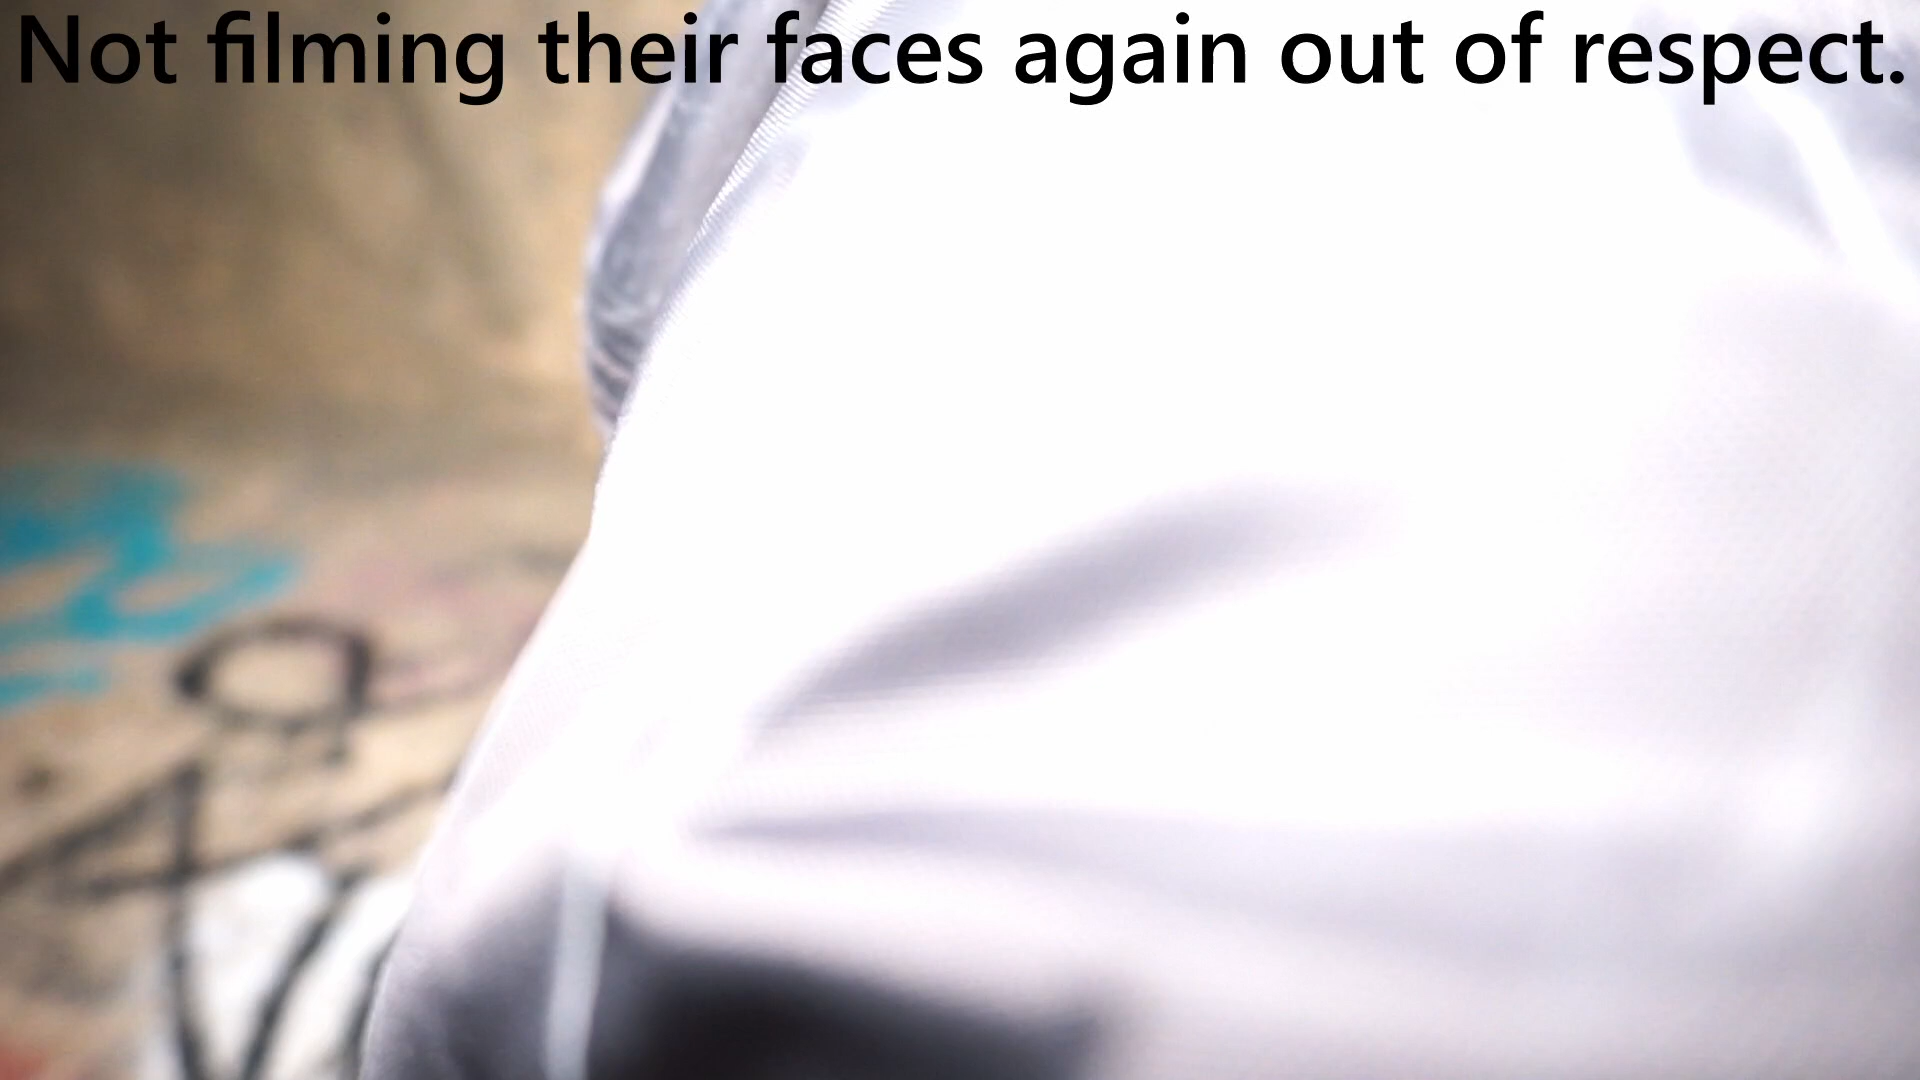 Not filming their faces again out of respect.